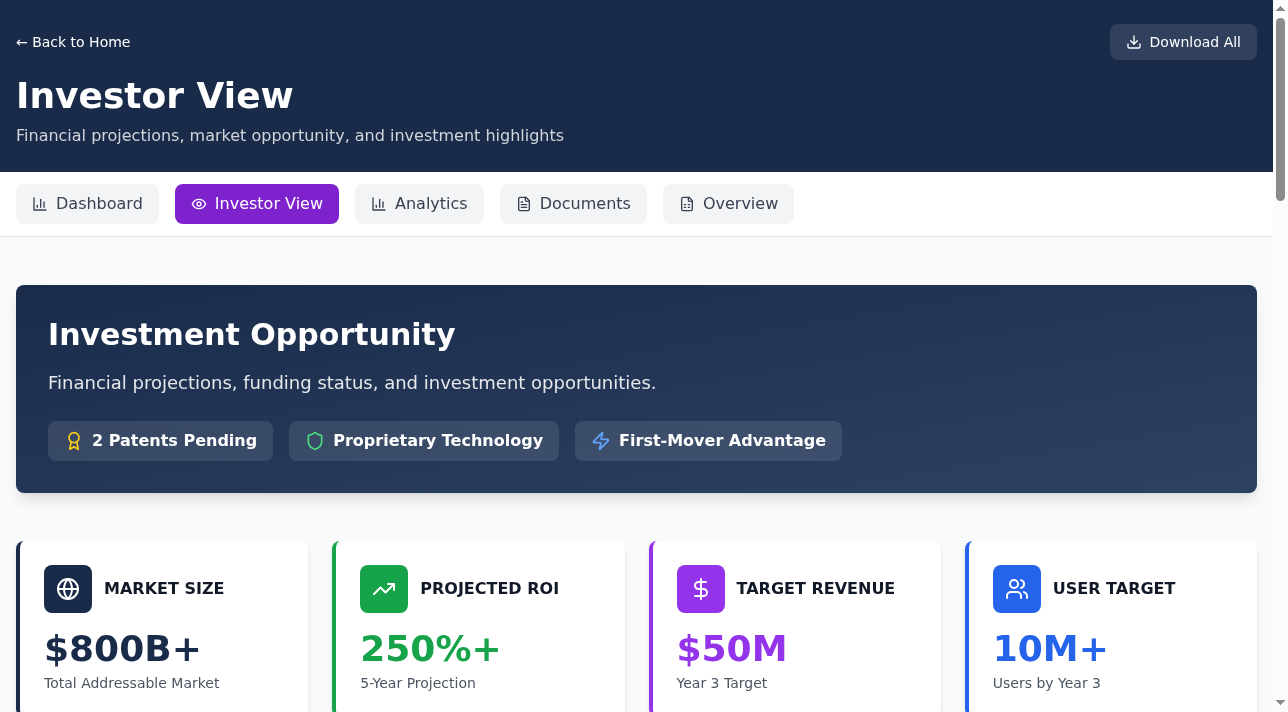 ← Back to Home
Download All
Investor View
Financial projections, market opportunity, and investment highlights
Dashboard
Investor View
Analytics
Documents
Overview
Investment Opportunity
Financial projections, funding status, and investment opportunities.
2 Patents Pending
Proprietary Technology
First-Mover Advantage
MARKET SIZE
$800B+
Total Addressable Market
PROJECTED ROI
250%+
5-Year Projection
TARGET REVENUE
$50M
Year 3 Target
USER TARGET
10M+
Users by Year 3